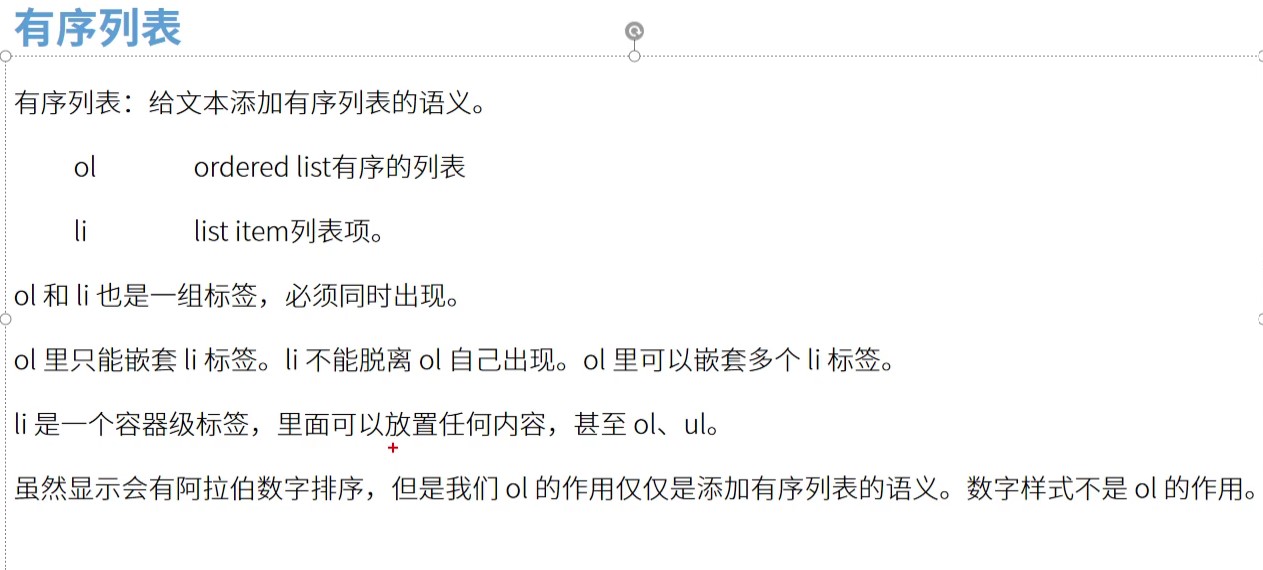 有序列表
有序列表：给文本添加有序列表的语义。
ol ordered list有序的列表
li list item列表项。
ol 和 li 也是一组标签，必须同时出现。
ol 里只能嵌套 li 标签。li 不能脱离 ol 自己出现。ol 里可以嵌套多个 li 标签。
li 是一个容器级标签，里面可以放置任何内容，甚至 ol、ul。
虽然显示会有阿拉伯数字排序，但是我们 ol 的作用仅仅是添加有序列表的语义。数字样式不是 ol 的作用。